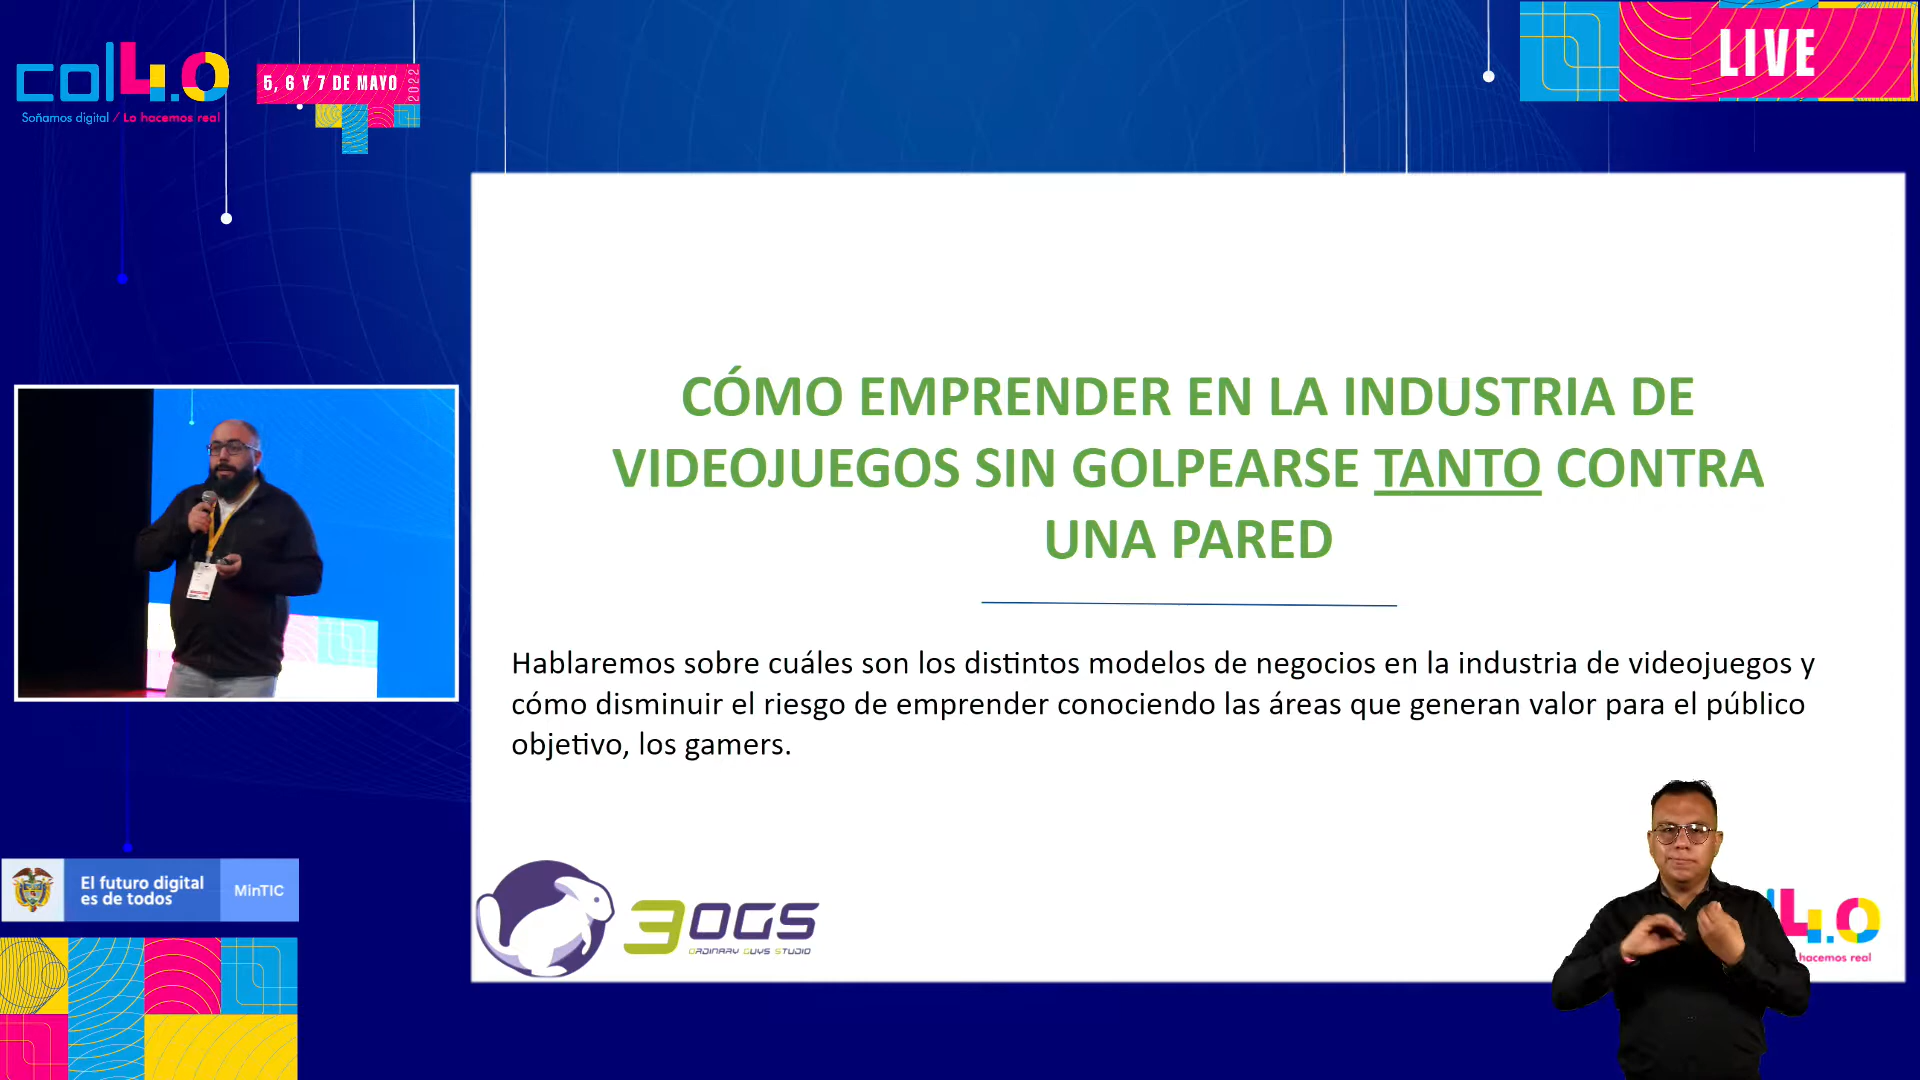 col4.0
Soñamos digital / Lo hacemos real
5, 6 Y 7 DE MAYO
2022
LIVE
CÓMO EMPRENDER EN LA INDUSTRIA DE
VIDEOJUEGOS SIN GOLPEARSE TANTO CONTRA
UNA PARED
Hablaremos sobre cuáles son los distintos modelos de negocios en la industria de videojuegos y
cómo disminuir el riesgo de emprender conociendo las áreas que generan valor para el público
objetivo, los gamers.
El futuro digital
es de todos
MinTIC
3OGS
ORDINARY GUYS STUDIO
4.0
hacemos real